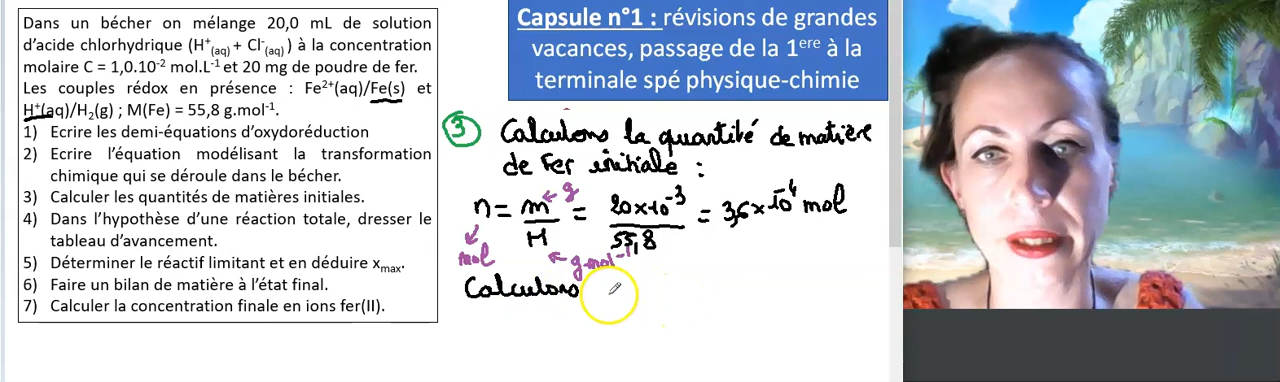 Dans un bécher on mélange 20,0 mL de solution
d'acide chlorhydrique (H⁺(aq) + Cl⁻(aq)) à la concentration
molaire C = 1,0.10⁻² mol.L⁻¹ et 20 mg de poudre de fer.
Les couples rédox en présence : Fe²⁺(aq)/Fe(s) et
H⁺(aq)/H₂(g) ; M(Fe) = 55,8 g.mol⁻¹.
1) Ecrire les demi-équations d'oxydoréduction
2) Ecrire l'équation modélisant la transformation
chimique qui se déroule dans le bécher.
3) Calculer les quantités de matières initiales.
4) Dans l'hypothèse d'une réaction totale, dresser le
tableau d'avancement.
5) Déterminer le réactif limitant et en déduire xmax.
6) Faire un bilan de matière à l'état final.
7) Calculer la concentration finale en ions fer(II).
Capsule n°1 : révisions de grandes
vacances, passage de la 1ere à la
terminale spé physique-chimie
3 Calculons la quantité de matière
de Fer initiale :
n = m/M = 20×10⁻³/55,8 = 3,6×10⁻⁴ mol
g
mol g.mol⁻¹
Calculons